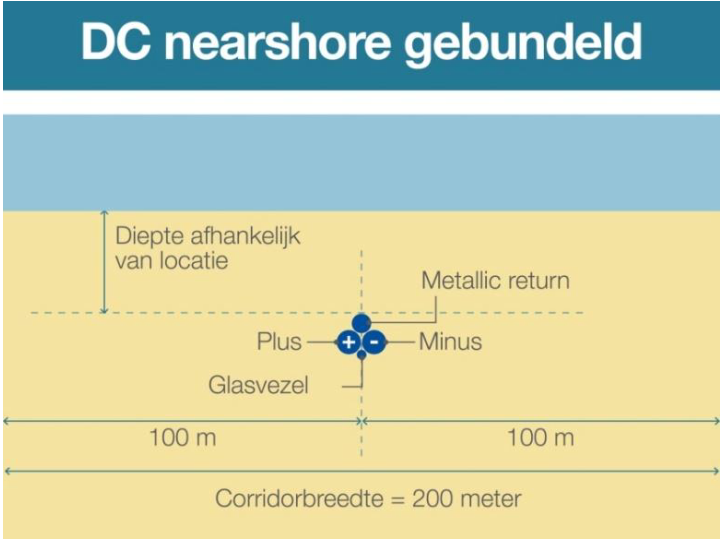 DC nearshore gebundeld
Diepte afhankelijk
van locatie
Metallic return
Plus
+
-
Minus
Glasvezel
100 m
100 m
Corridorbreedte = 200 meter